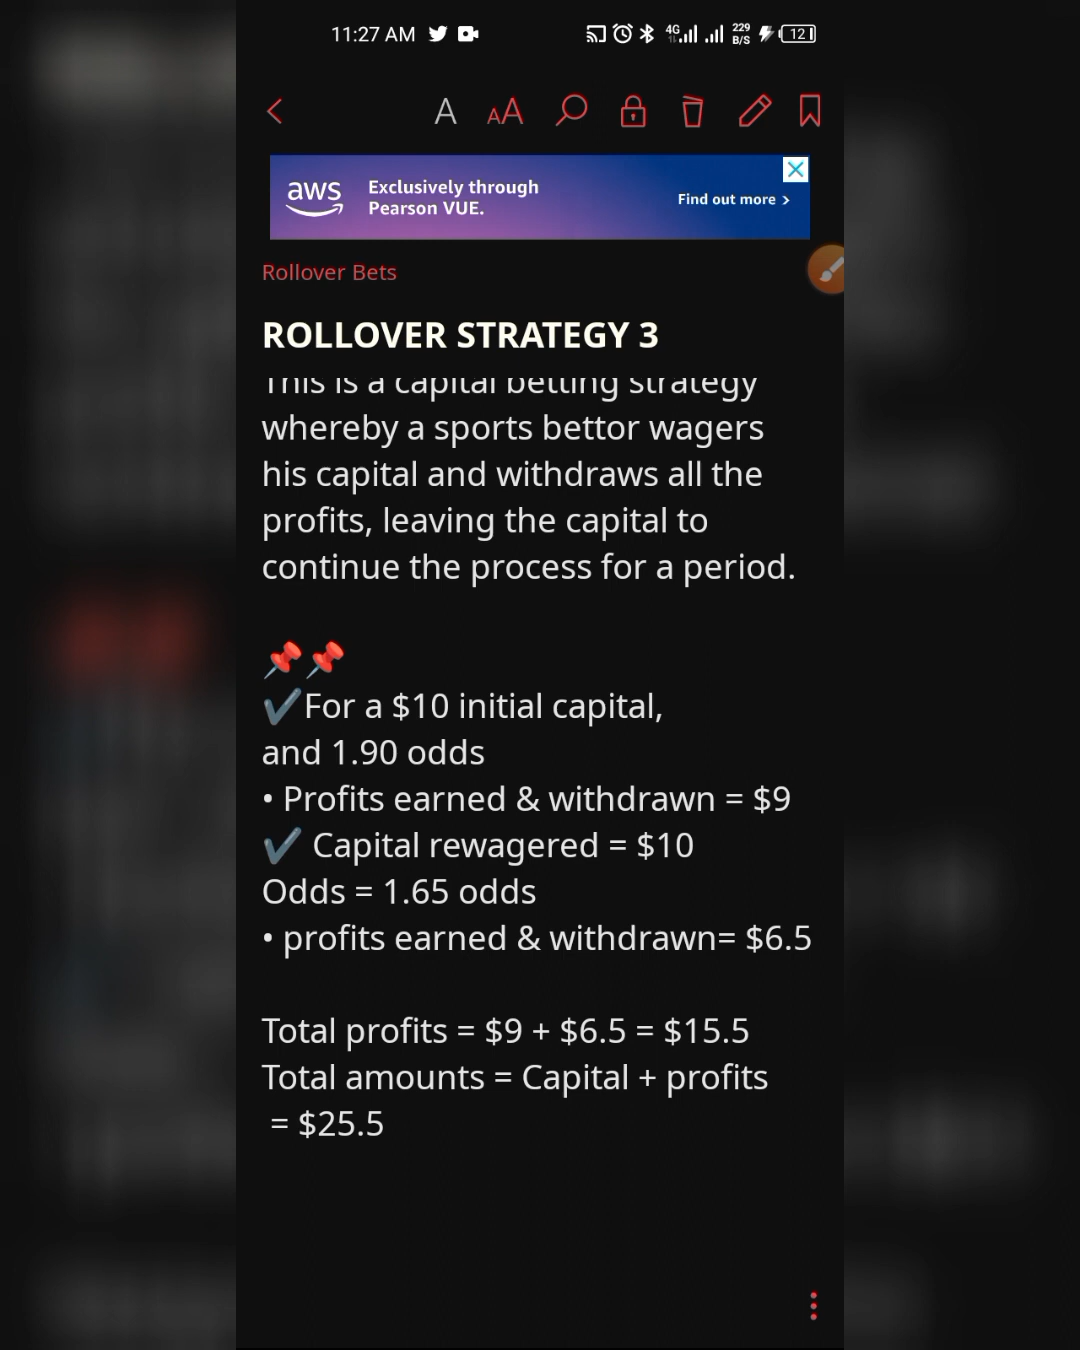 11:27 AM
4G
229
B/S
12
A
AA
aws
Exclusively through
Pearson VUE.
Find out more >
Rollover Bets
ROLLOVER STRATEGY 3
This is a capital betting strategy
whereby a sports bettor wagers
his capital and withdraws all the
profits, leaving the capital to
continue the process for a period.
📌📌
✔️For a $10 initial capital,
and 1.90 odds
• Profits earned & withdrawn = $9
✔️ Capital rewagered = $10
Odds = 1.65 odds
• profits earned & withdrawn= $6.5
Total profits = $9 + $6.5 = $15.5
Total amounts = Capital + profits
= $25.5